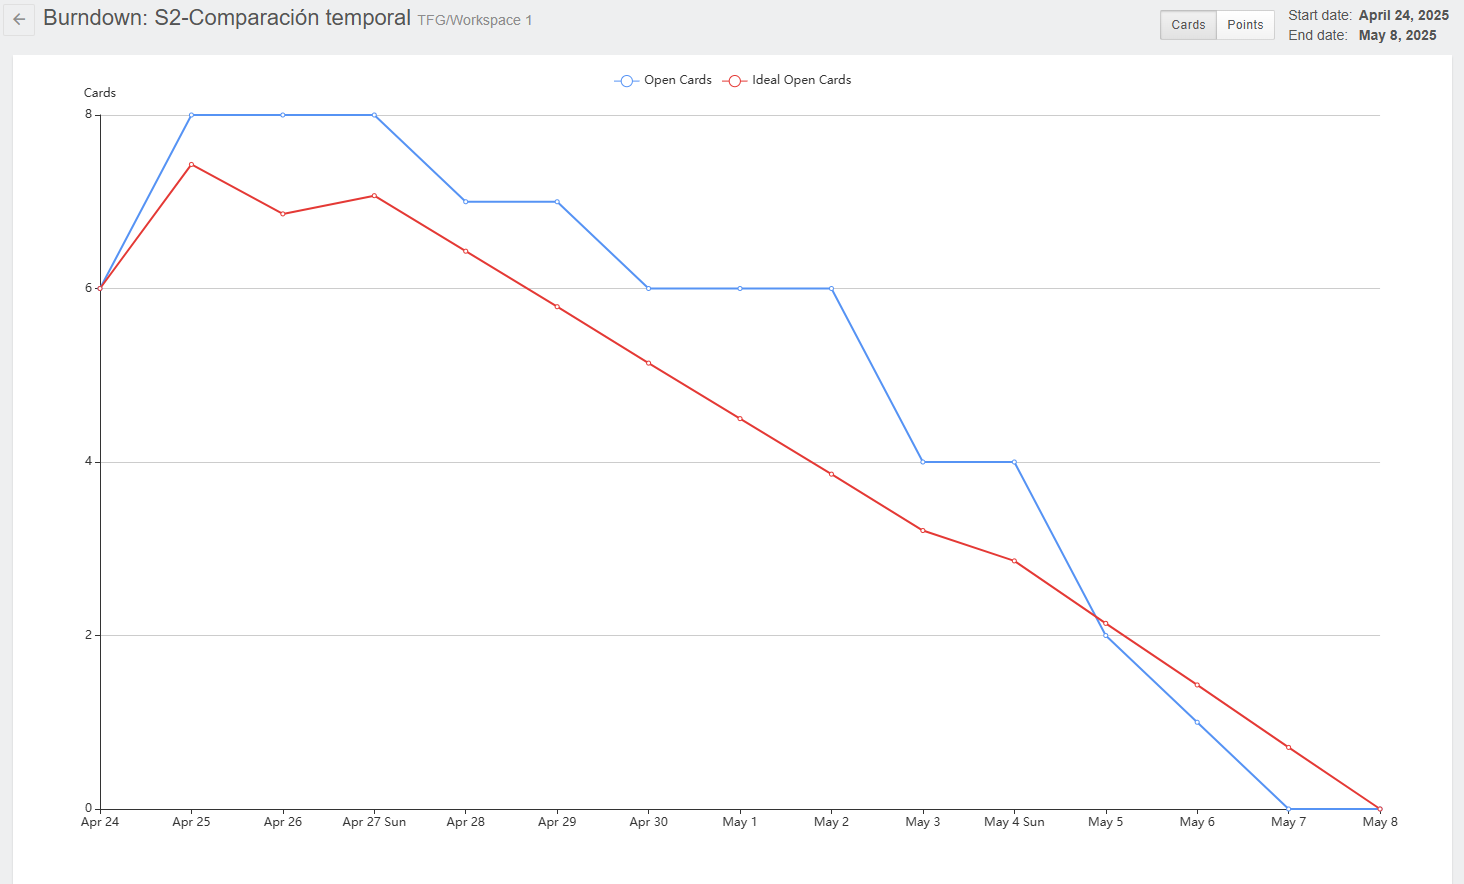 Burndown: S2-Comparación temporal TFG/Workspace 1
Cards Points
Start date: April 24, 2025
End date: May 8, 2025
Open Cards Ideal Open Cards
Cards
8
6
4
2
0
Apr 24 Apr 25 Apr 26 Apr 27 Sun Apr 28 Apr 29 Apr 30 May 1 May 2 May 3 May 4 Sun May 5 May 6 May 7 May 8